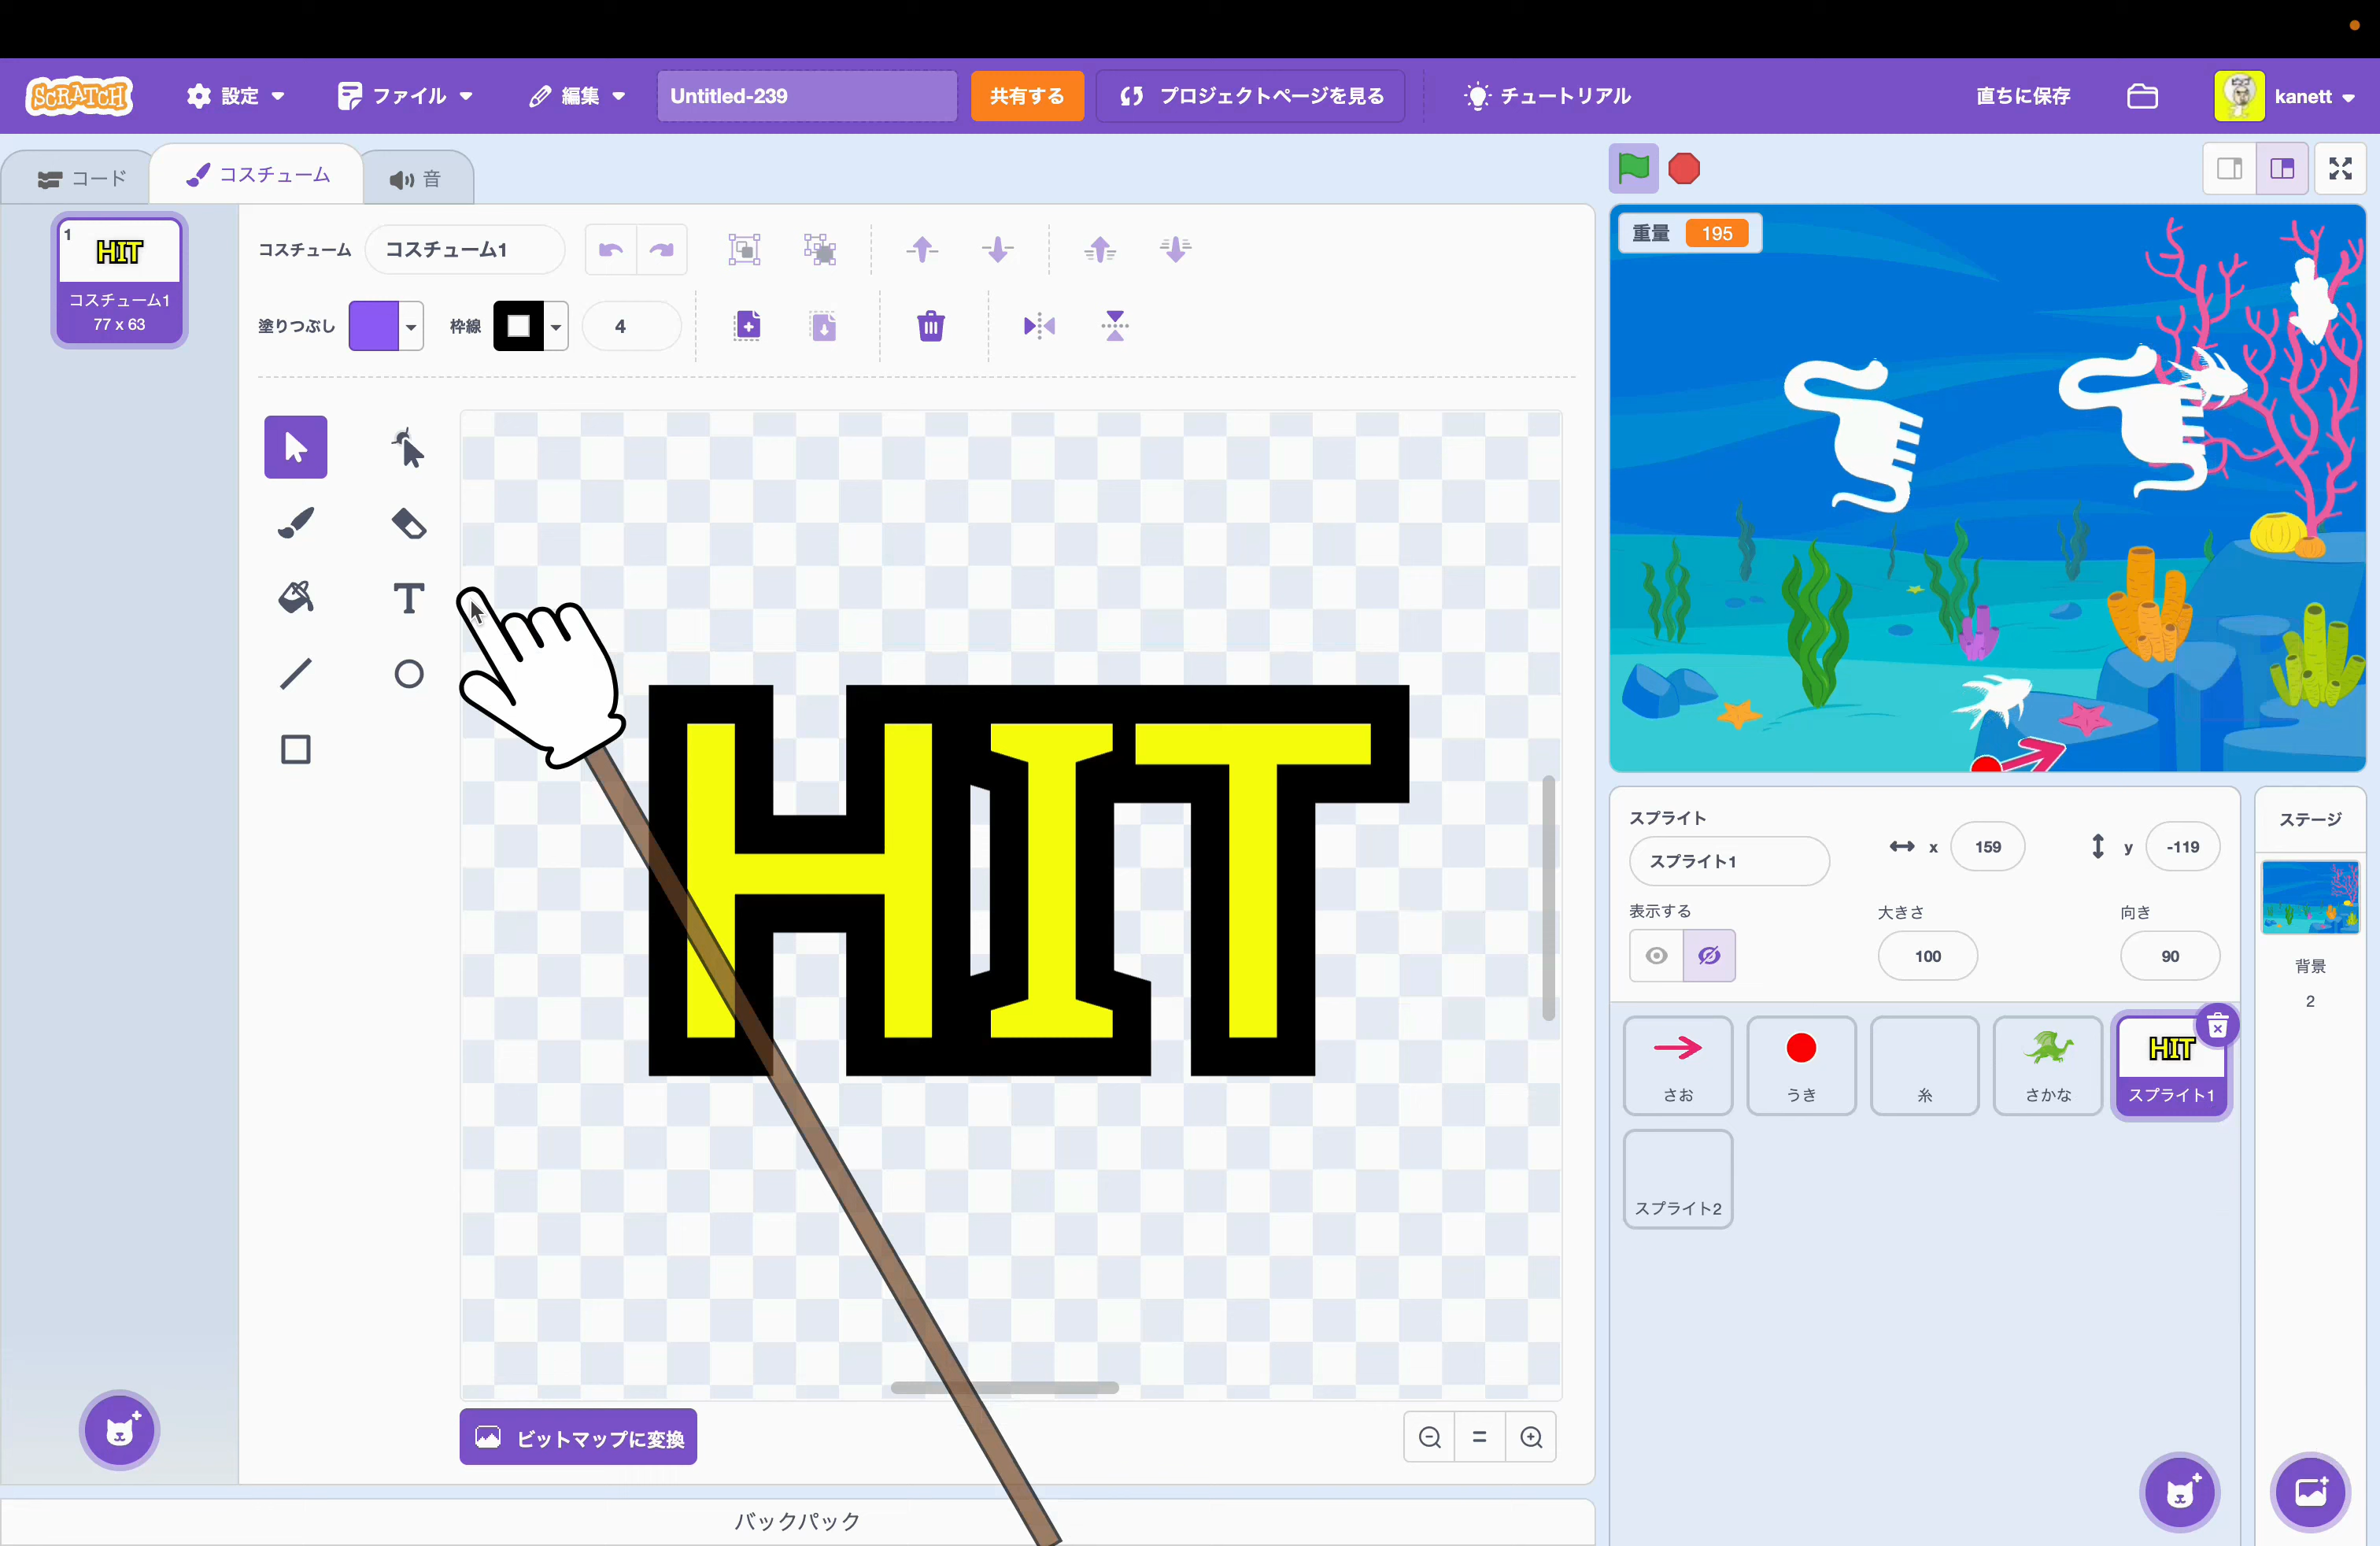 SCRATCH
設定
ファイル
編集
Untitled-239
共有する
プロジェクトページを見る
チュートリアル
直ちに保存
kanett
コード
コスチューム
音
1
HIT
コスチューム1
77 x 63
コスチューム
コスチューム1
塗りつぶし
枠線
4
T
HIT
ビットマップに変換
=
バックパック
重量
195
スプライト
スプライト1
x
159
y
-119
表示する
大きさ
100
向き
90
さお
うき
糸
さかな
HIT
スプライト1
スプライト2
ステージ
背景
2